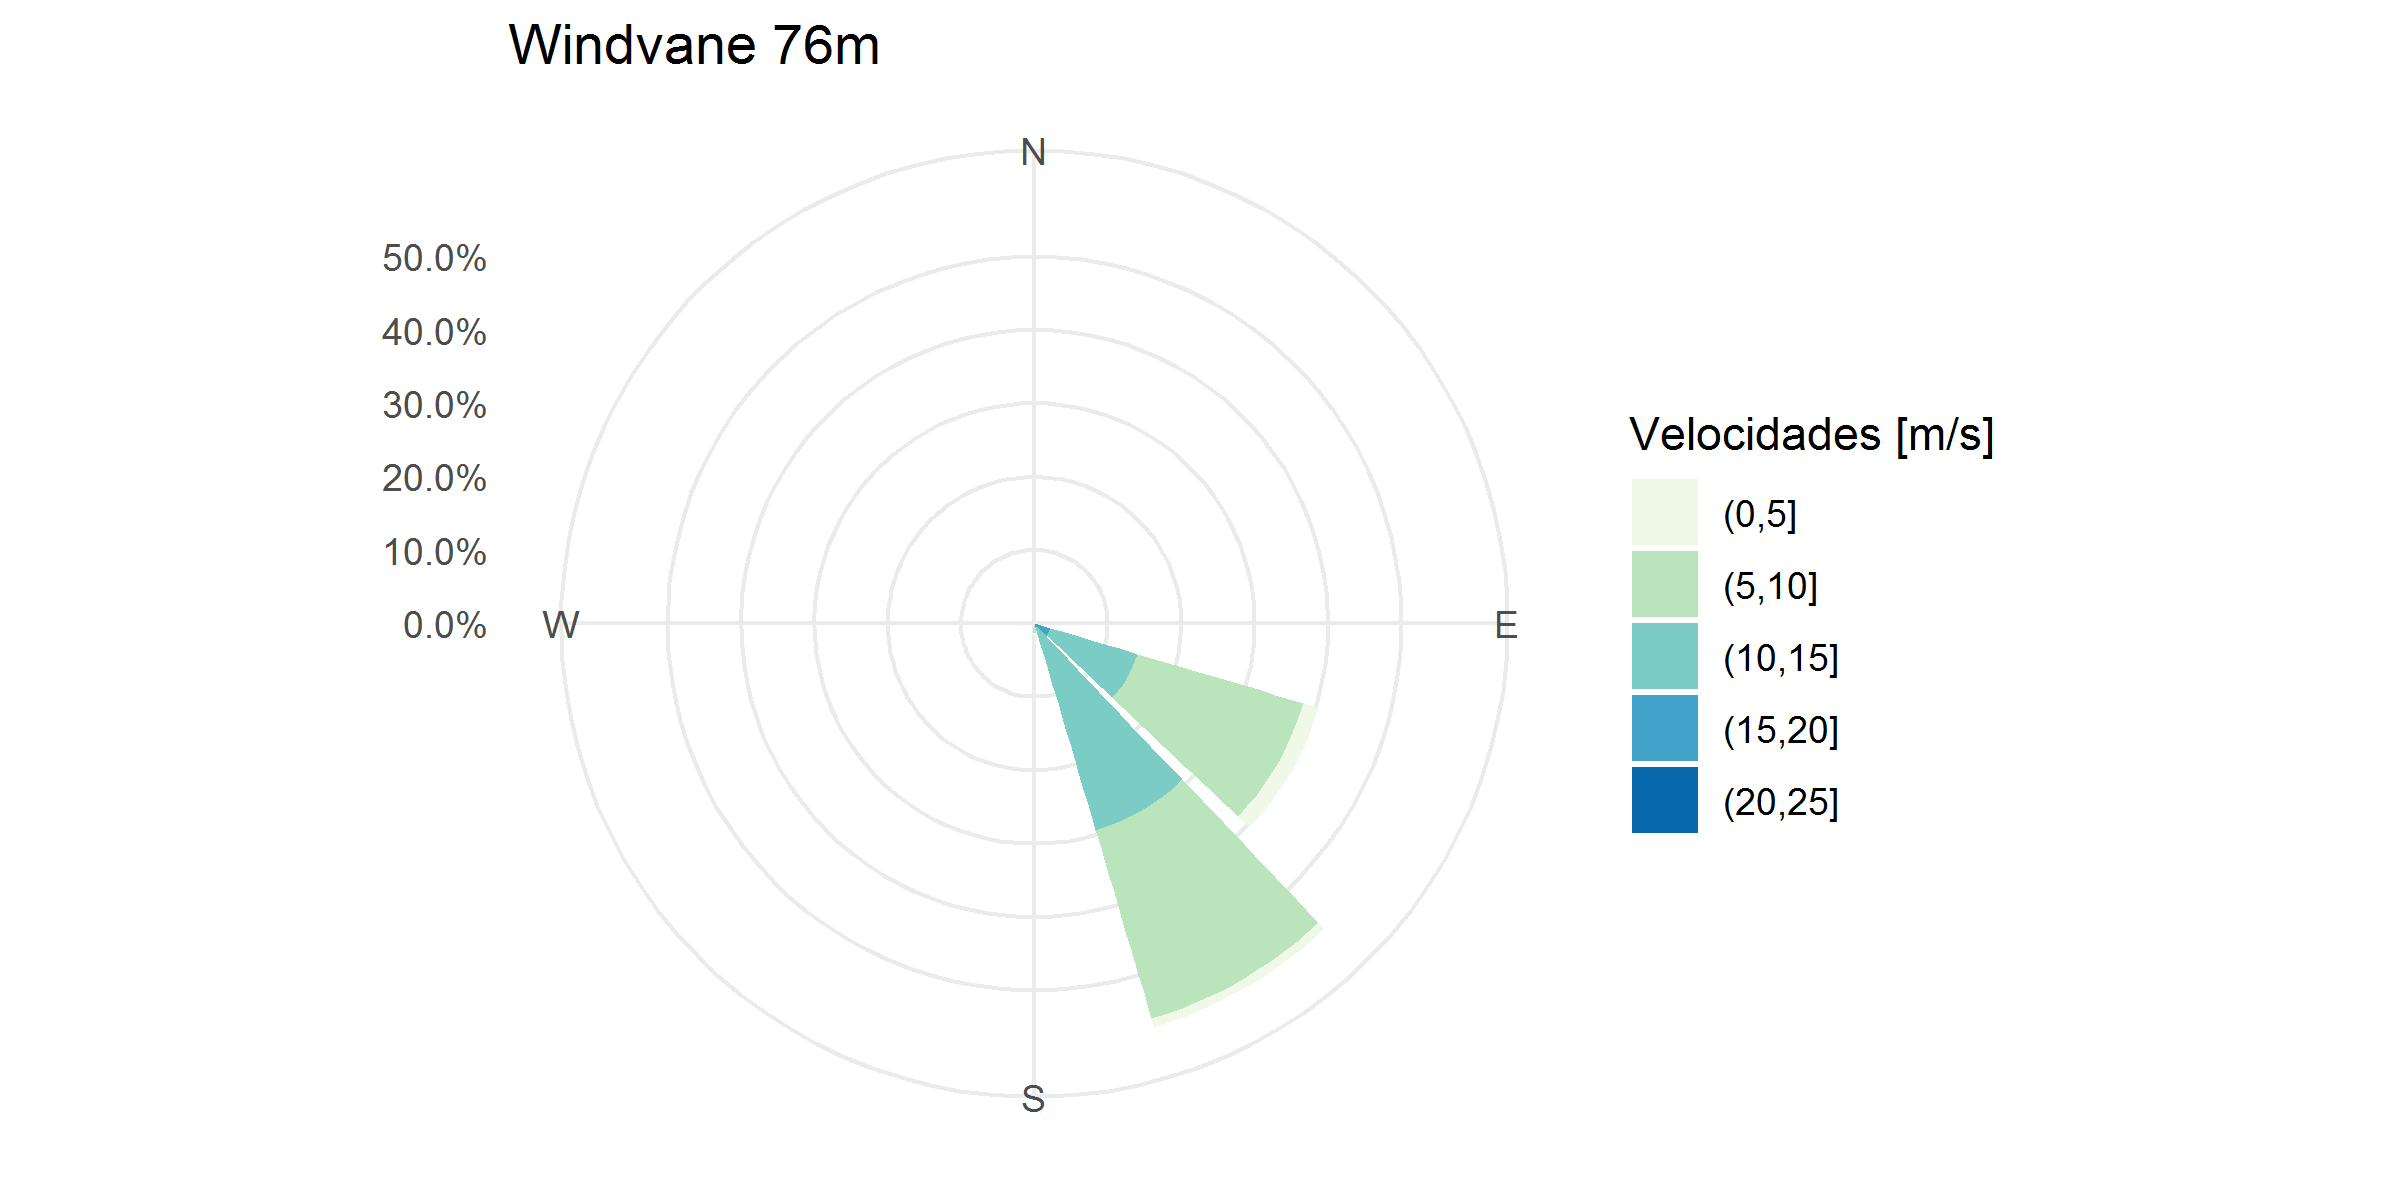 Windvane 76m
N
50.0%
40.0%
30.0%
20.0%
10.0%
0.0%
W
E
S
Velocidades [m/s]
(0,5]
(5,10]
(10,15]
(15,20]
(20,25]